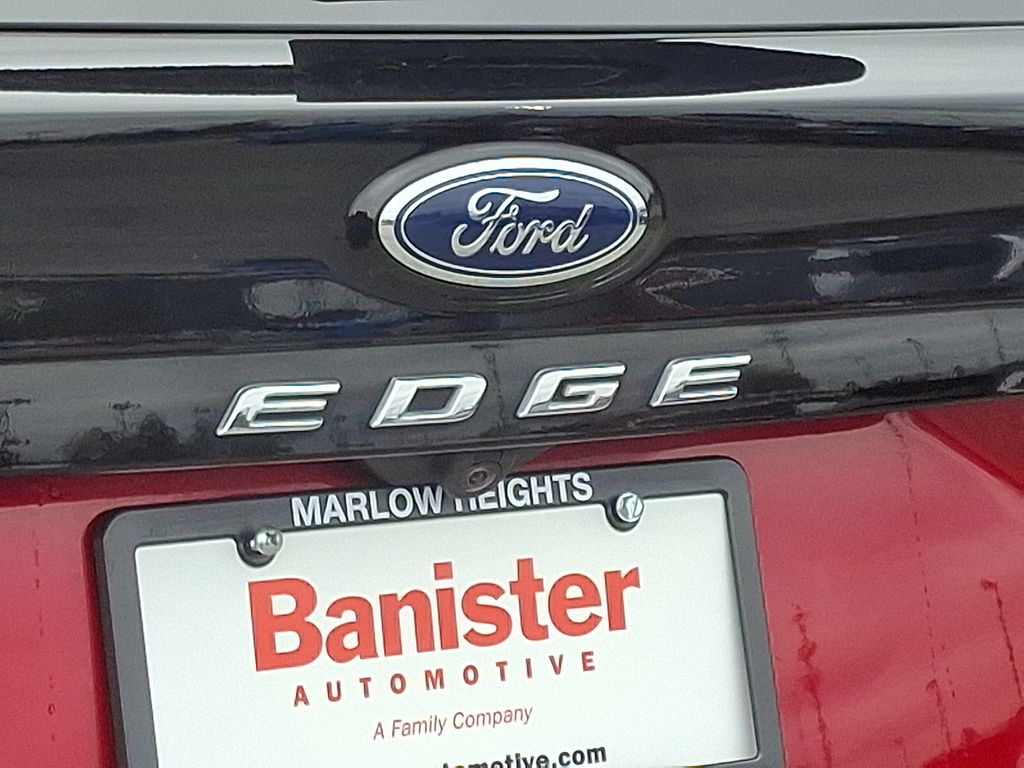 Ford
EDGE
MARLOW HEIGHTS
Banister
AUTOMOTIVE
A Family Company